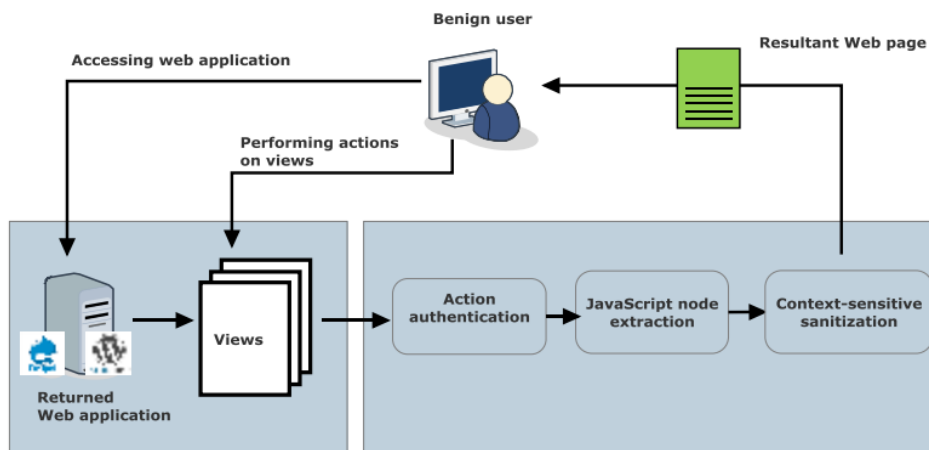 Benign user
Resultant Web page
Accessing web application
Performing actions
on views
Action
authentication
JavaScript node
extraction
Context-sensitive
sanitization
Views
Returned
Web application